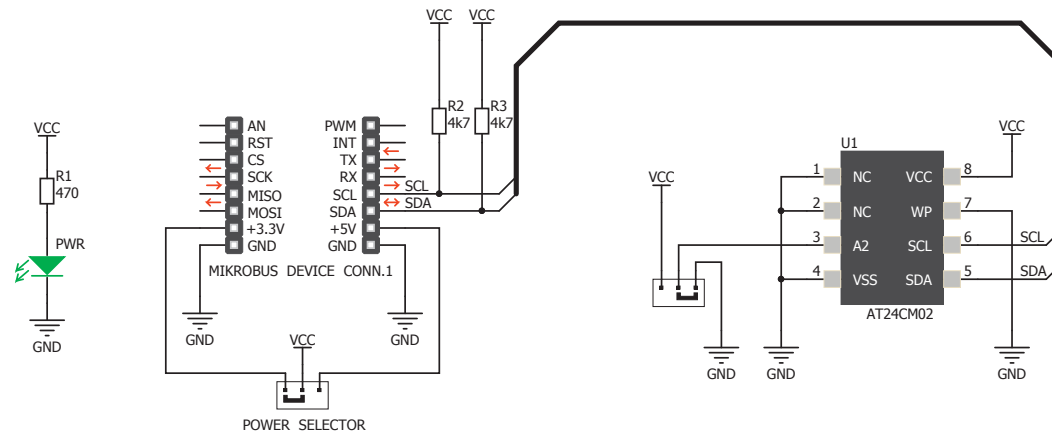 VCC
R1
470
PWR
GND
AN
RST
CS
SCK
MISO
MOSI
+3.3V
GND
PWM
INT
TX
RX
SCL
SDA
+5V
GND
SCL
SDA
MIKROBUS DEVICE CONN.1
GND
GND
VCC
POWER SELECTOR
VCC
VCC
R2
4k7
R3
4k7
VCC
GND
GND
U1
1
NC
2
NC
3
A2
4
VSS
VCC
8
WP
7
SCL
6
SDA
5
AT24CM02
VCC
SCL
SDA
GND